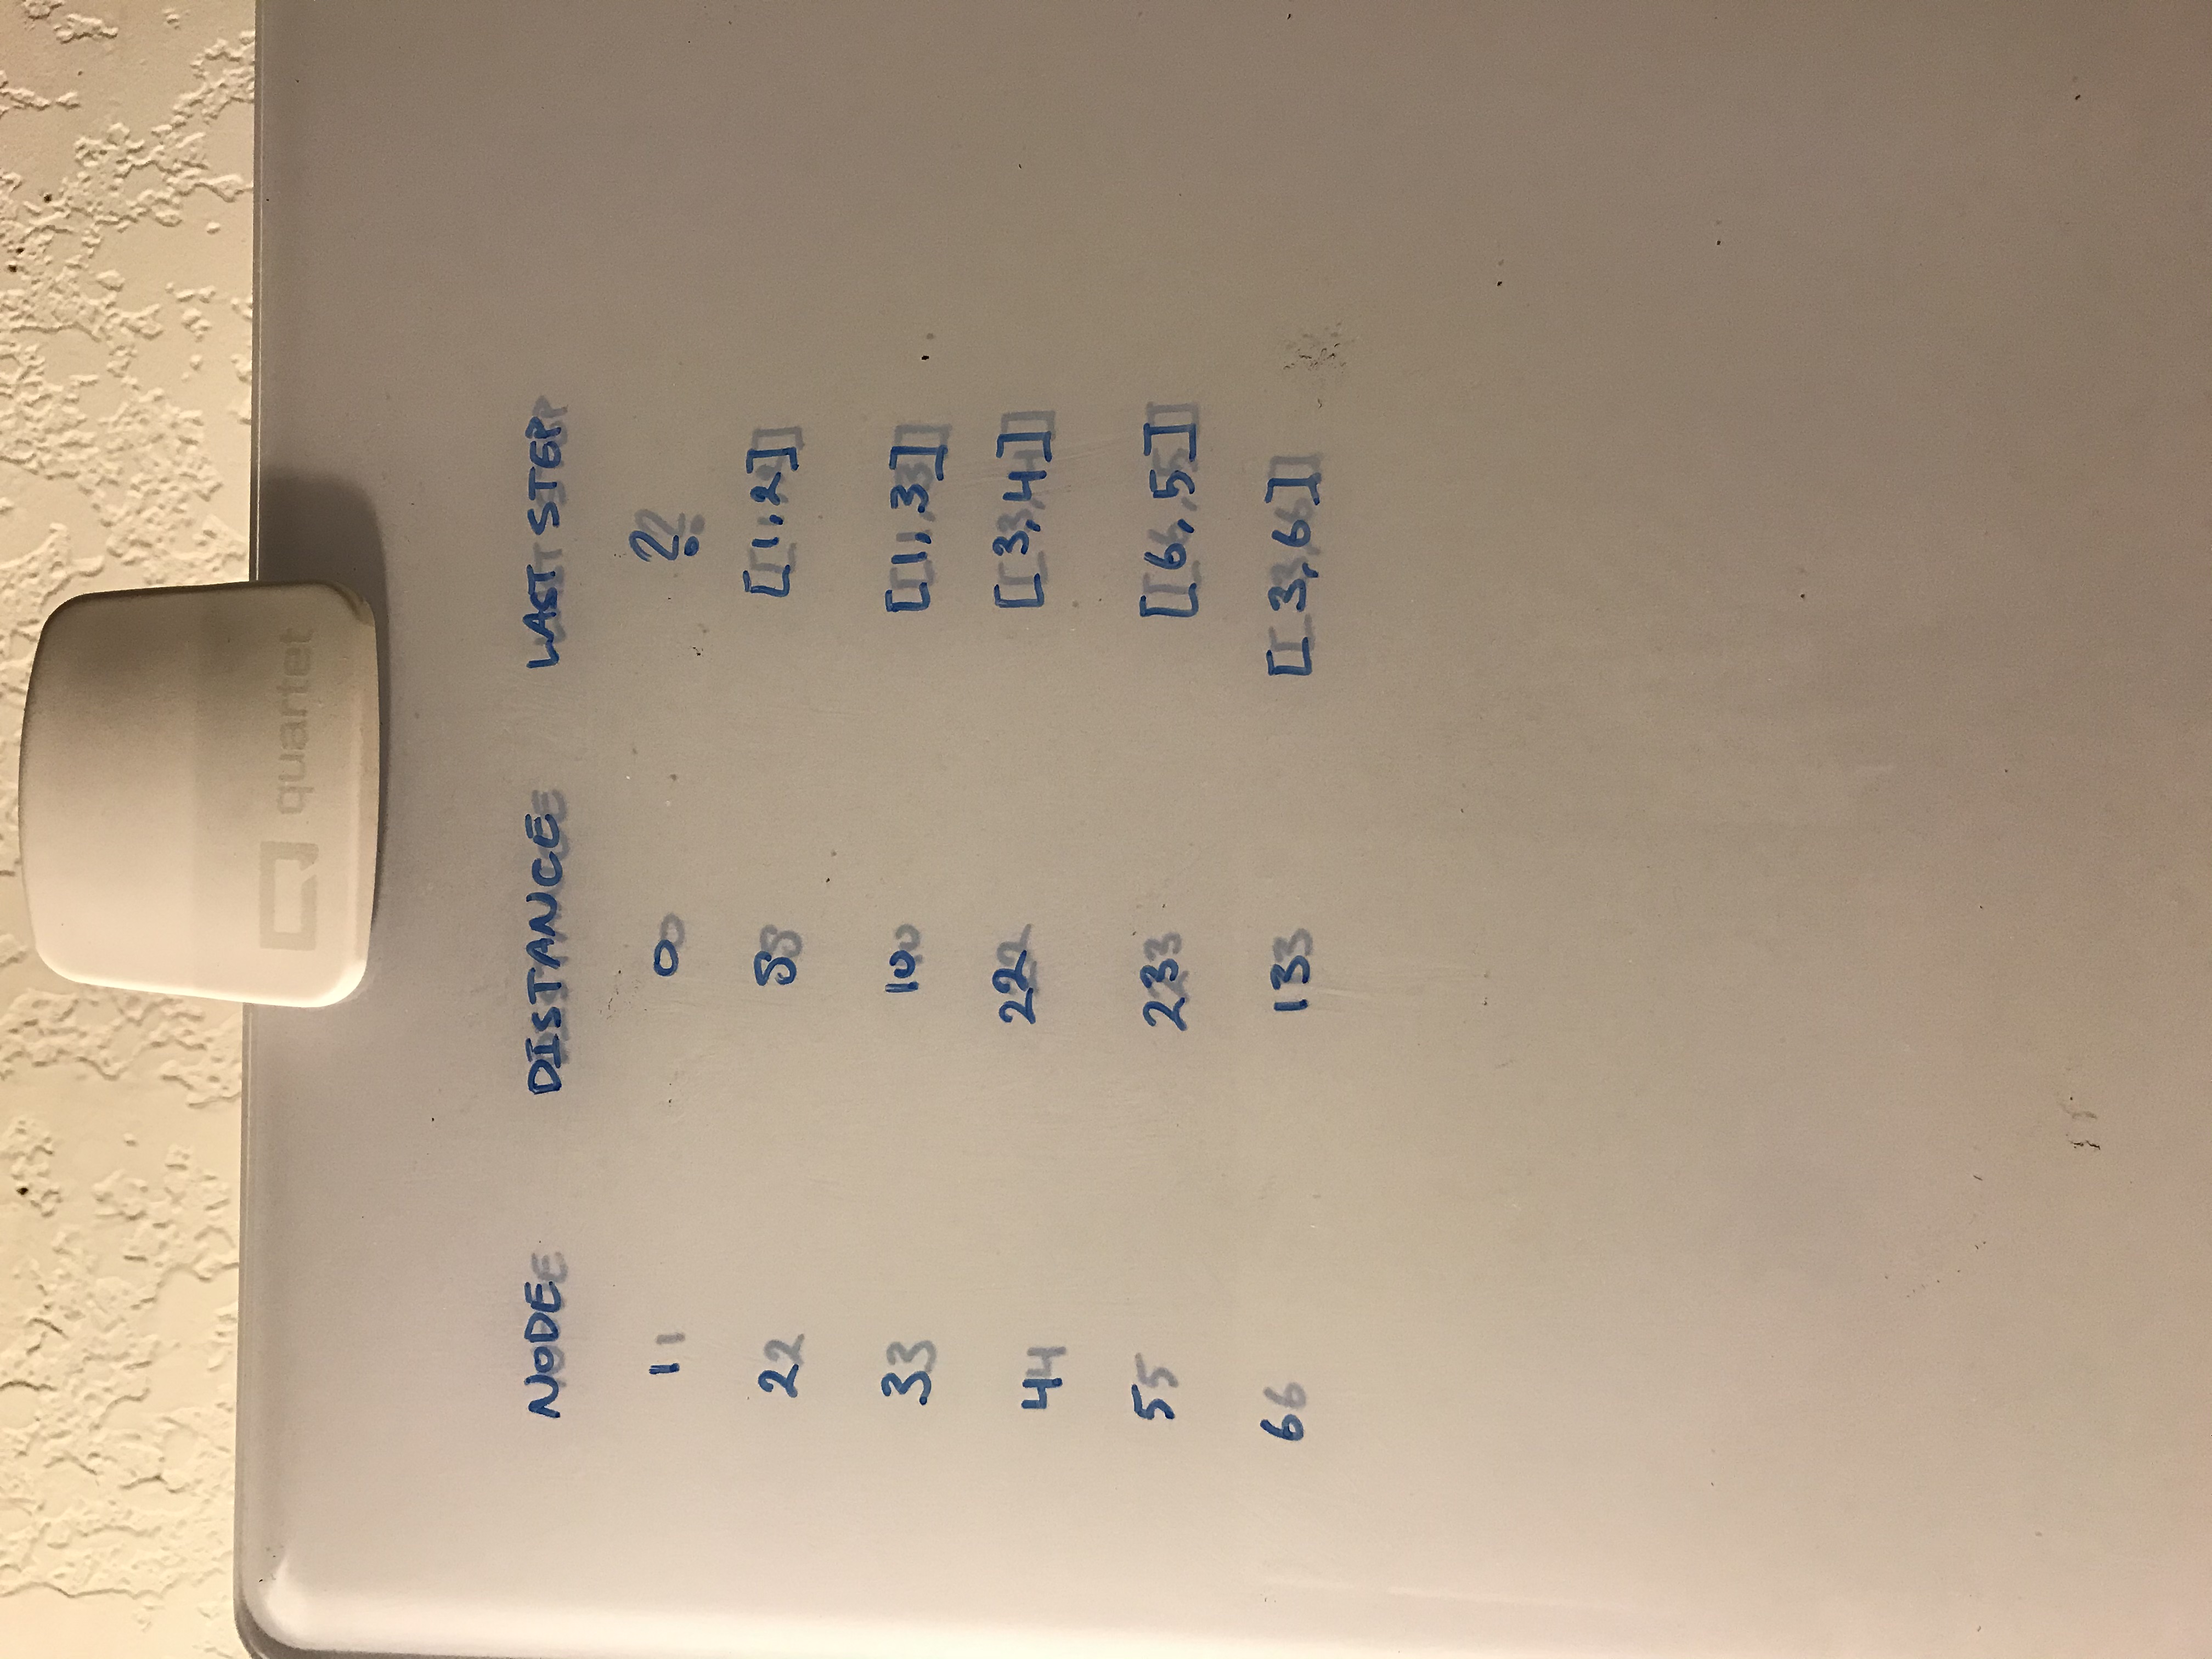 quartet
NODE DISTANCE LAST STEP
1 0 ?
2 8 [1,2]
3 10 [1,3]
4 22 [3,4]
5 23 [6,5]
6 13 [3,6]